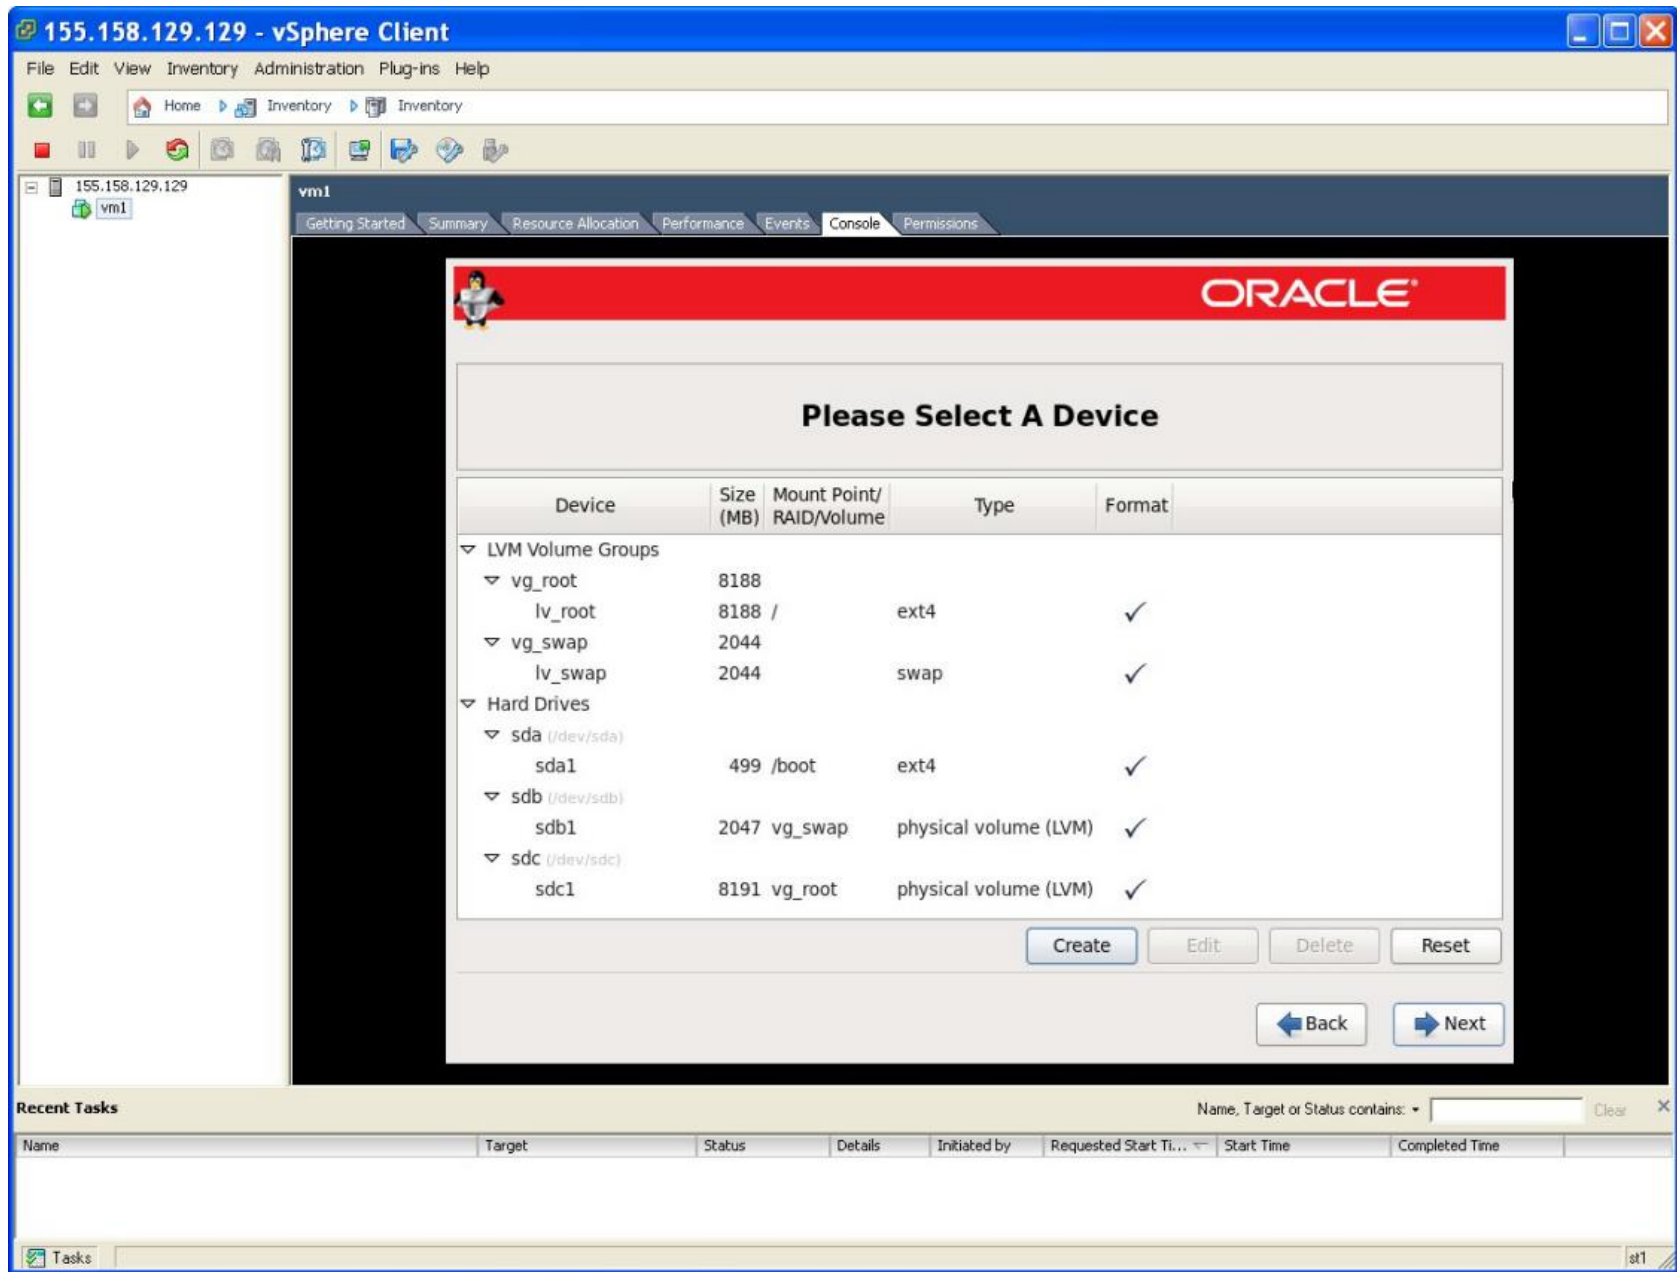 155.158.129.129 - vSphere Client
File Edit View Inventory Administration Plug-ins Help
Home Inventory Inventory
155.158.129.129
vm1
vm1
Getting Started Summary Resource Allocation Performance Events Console Permissions
ORACLE
Please Select A Device
Device Size (MB) Mount Point/ RAID/Volume Type Format
LVM Volume Groups
vg_root 8188
lv_root 8188 / ext4 ✓
vg_swap 2044
lv_swap 2044 swap ✓
Hard Drives
sda (/dev/sda)
sda1 499 /boot ext4 ✓
sdb (/dev/sdb)
sdb1 2047 vg_swap physical volume (LVM) ✓
sdc (/dev/sdc)
sdc1 8191 vg_root physical volume (LVM) ✓
Create Edit Delete Reset
Back Next
Recent Tasks Name, Target or Status contains: Clear
Name Target Status Details Initiated by Requested Start Ti... Start Time Completed Time
Tasks st1